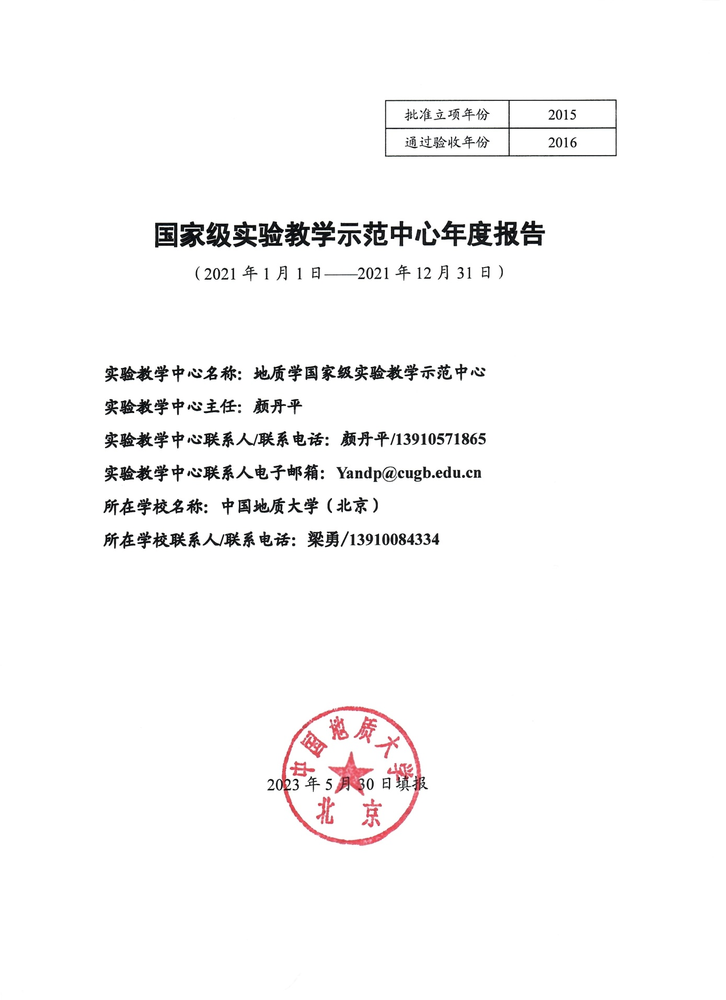 批准立项年份 2015
通过验收年份 2016
国家级实验教学示范中心年度报告
（2021 年 1 月 1 日——2021 年 12 月 31 日）
实验教学中心名称：地质学国家级实验教学示范中心
实验教学中心主任：颜丹平
实验教学中心联系人/联系电话：颜丹平/13910571865
实验教学中心联系人电子邮箱：Yandp@cugb.edu.cn
所在学校名称：中国地质大学（北京）
所在学校联系人/联系电话：梁勇/13910084334
中国地质大学
2023 年 5 月 30 日填报
北京